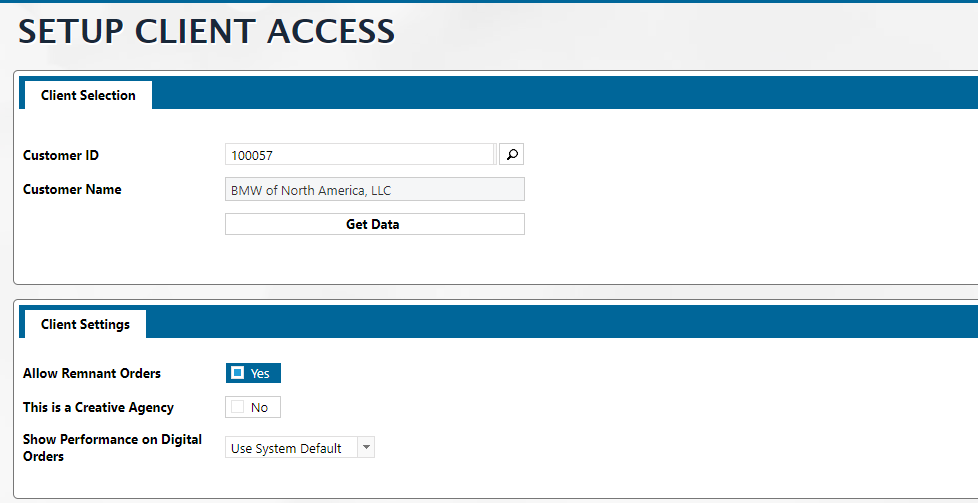 SETUP CLIENT ACCESS
Client Selection
Customer ID
100057
Customer Name
BMW of North America, LLC
Get Data
Client Settings
Allow Remnant Orders
Yes
This is a Creative Agency
No
Show Performance on Digital
Orders
Use System Default